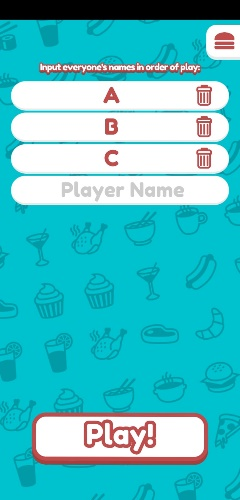 Input everyone's names in order of play:
A
B
C
Player Name
Play!